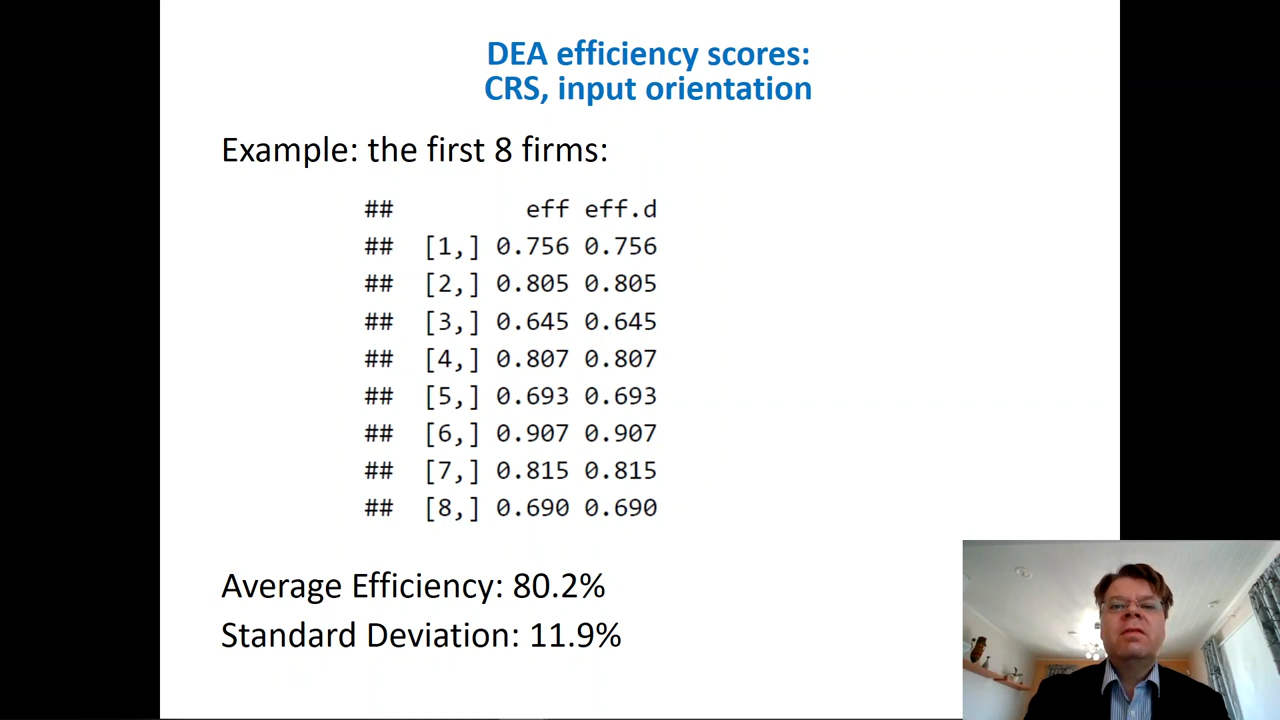 DEA efficiency scores:
CRS, input orientation
Example: the first 8 firms:
## eff eff.d
## [1,] 0.756 0.756
## [2,] 0.805 0.805
## [3,] 0.645 0.645
## [4,] 0.807 0.807
## [5,] 0.693 0.693
## [6,] 0.907 0.907
## [7,] 0.815 0.815
## [8,] 0.690 0.690
Average Efficiency: 80.2%
Standard Deviation: 11.9%